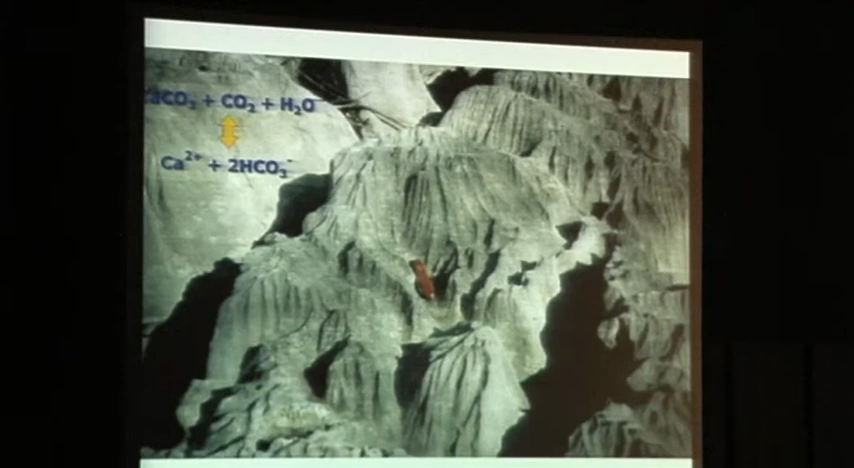 aCO₃ + CO₂ + H₂O
Ca²⁺ + 2HCO₃⁻